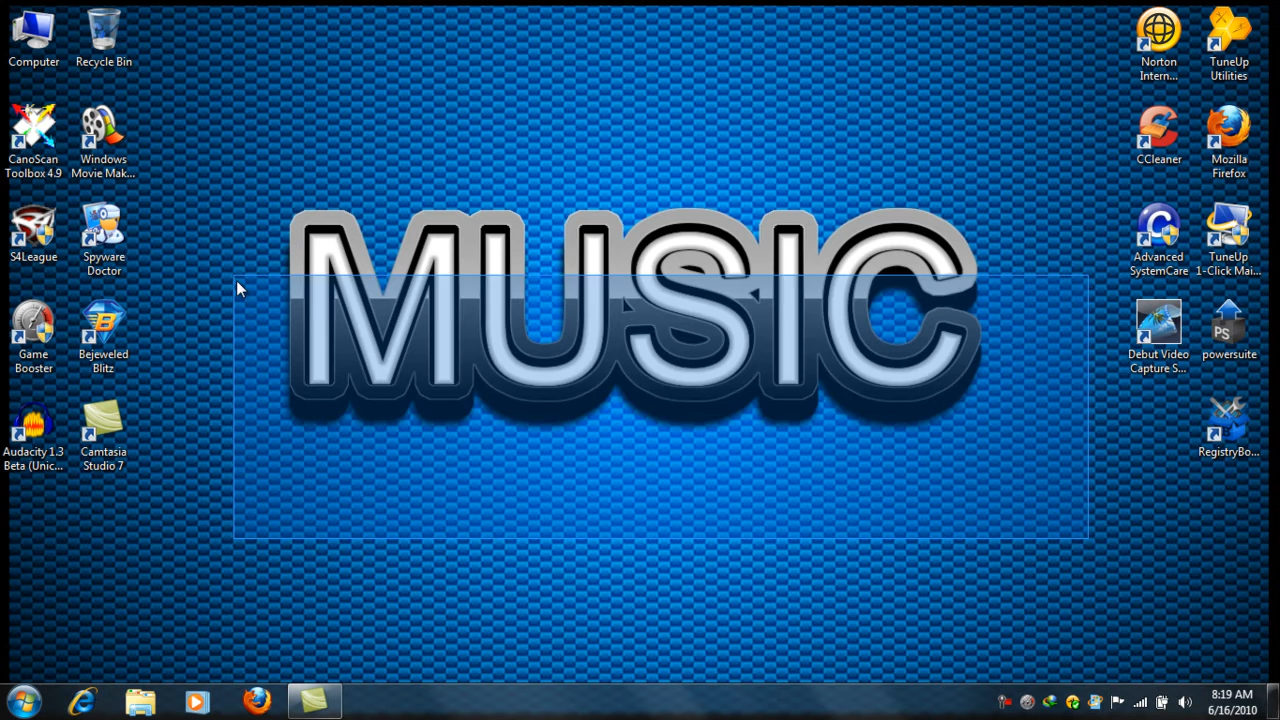 Computer
Recycle Bin
CanoScan
Toolbox 4.9
Windows
Movie Mak...
S4League
Spyware
Doctor
Game
Booster
Bejeweled
Blitz
Audacity 1.3
Beta (Unic...
Camtasia
Studio 7
MUSIC
Norton
Intern...
TuneUp
Utilities
CCleaner
Mozilla
Firefox
Advanced
SystemCare
TuneUp
1-Click Mai...
Debut Video
Capture S...
PS
powersuite
RegistryBo...
8:19 AM
6/16/2010